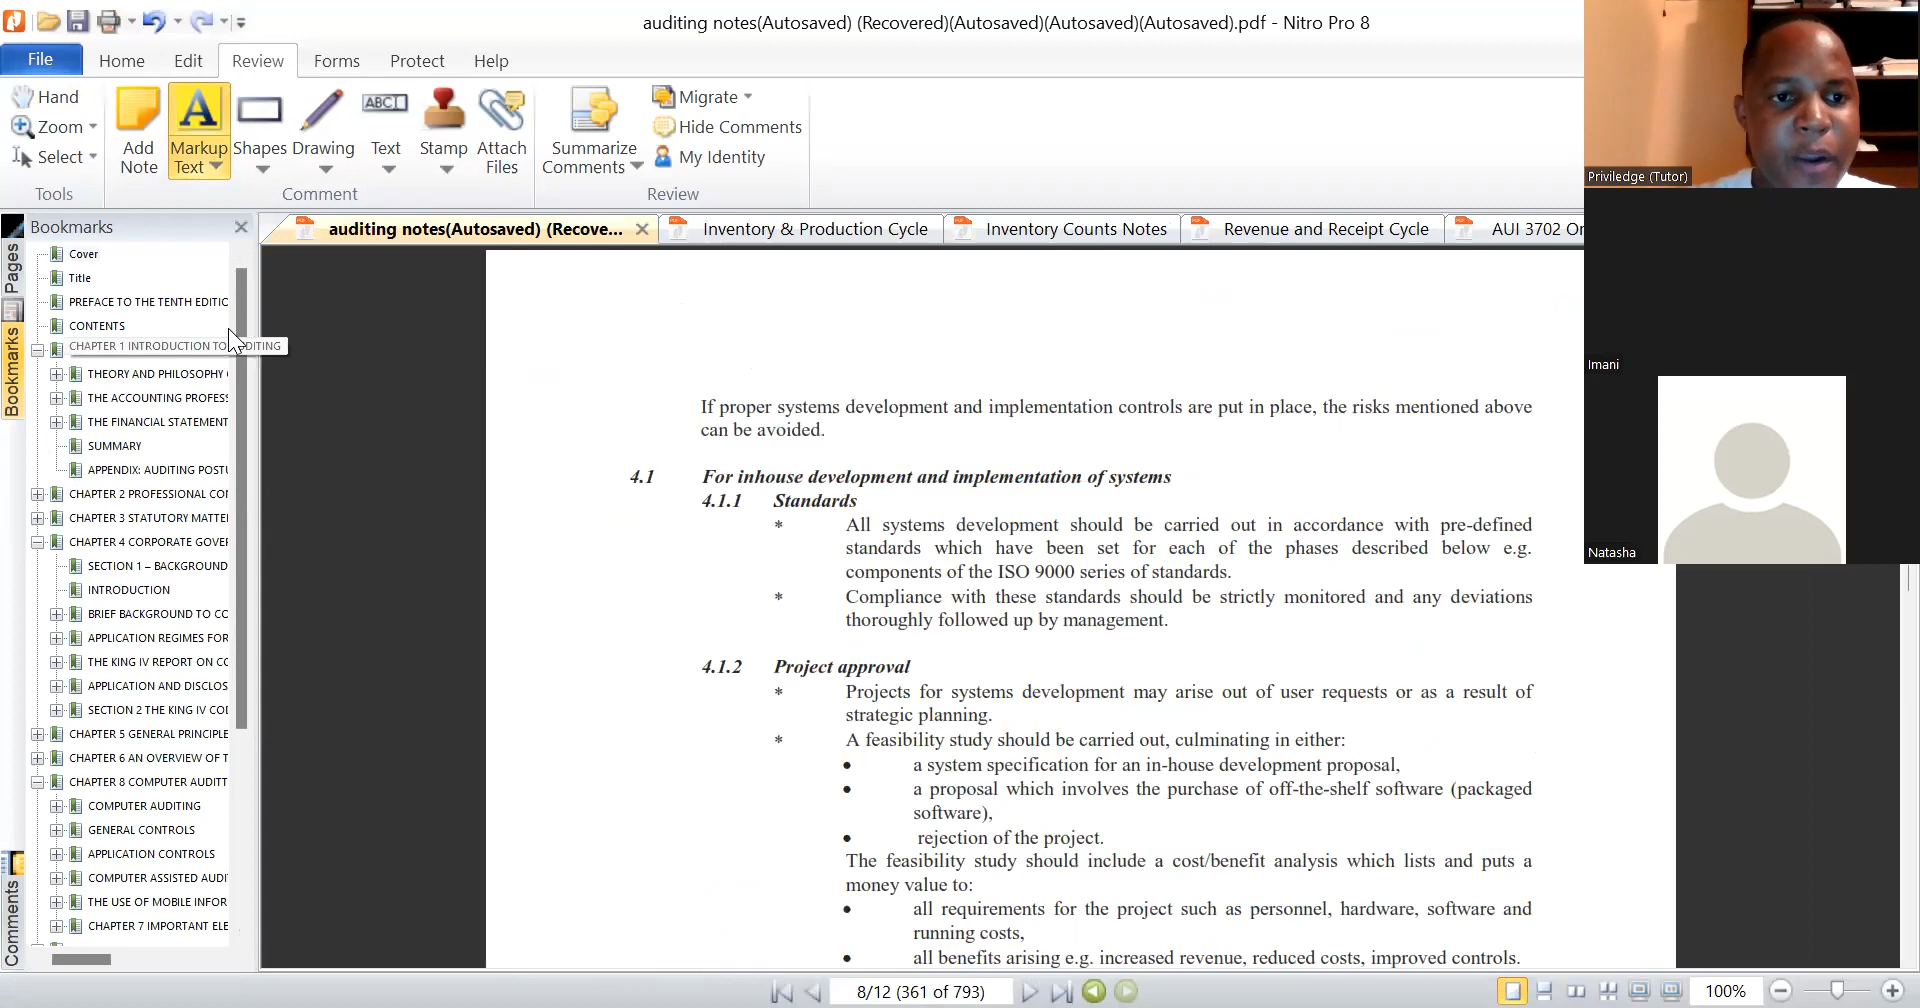 auditing notes(Autosaved) (Recovered)(Autosaved)(Autosaved)(Autosaved).pdf - Nitro Pro 8
File Home Edit Review Forms Protect Help
Hand
Zoom
Select
Tools
Add Note
Markup Text
Shapes
Drawing
ABC
Text
Stamp
Attach Files
Comment
Summarize Comments
Migrate
Hide Comments
My Identity
Review
Priviledge (Tutor)
Imani
Natasha
Pages
Bookmarks
Comments
Bookmarks
Cover
Title
PREFACE TO THE TENTH EDITIO
CONTENTS
CHAPTER 1 INTRODUCTION TO AUDITING
THEORY AND PHILOSOPHY
THE ACCOUNTING PROFES
THE FINANCIAL STATEMENT
SUMMARY
APPENDIX: AUDITING POSTU
CHAPTER 2 PROFESSIONAL CON
CHAPTER 3 STATUTORY MATTE
CHAPTER 4 CORPORATE GOVER
SECTION 1 – BACKGROUND
INTRODUCTION
BRIEF BACKGROUND TO CO
APPLICATION REGIMES FOR
THE KING IV REPORT ON CO
APPLICATION AND DISCLOS
SECTION 2 THE KING IV COD
CHAPTER 5 GENERAL PRINCIPLE
CHAPTER 6 AN OVERVIEW OF T
CHAPTER 8 COMPUTER AUDITI
COMPUTER AUDITING
GENERAL CONTROLS
APPLICATION CONTROLS
COMPUTER ASSISTED AUDI
THE USE OF MOBILE INFOR
CHAPTER 7 IMPORTANT ELE
auditing notes(Autosaved) (Recove...
Inventory & Production Cycle
Inventory Counts Notes
Revenue and Receipt Cycle
AUI 3702 Or
If proper systems development and implementation controls are put in place, the risks mentioned above
can be avoided.
4.1 For inhouse development and implementation of systems
4.1.1 Standards
* All systems development should be carried out in accordance with pre-defined
standards which have been set for each of the phases described below e.g.
components of the ISO 9000 series of standards.
* Compliance with these standards should be strictly monitored and any deviations
thoroughly followed up by management.
4.1.2 Project approval
* Projects for systems development may arise out of user requests or as a result of
strategic planning.
* A feasibility study should be carried out, culminating in either:
• a system specification for an in-house development proposal,
• a proposal which involves the purchase of off-the-shelf software (packaged
software),
• rejection of the project.
The feasibility study should include a cost/benefit analysis which lists and puts a
money value to:
• all requirements for the project such as personnel, hardware, software and
running costs,
• all benefits arising e.g. increased revenue, reduced costs, improved controls.
8/12 (361 of 793)
100%